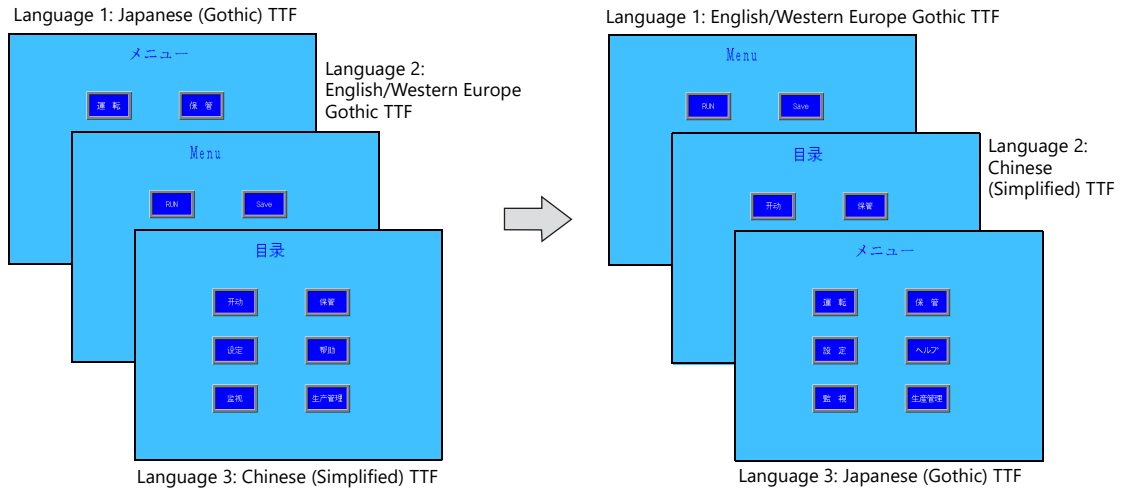 Language 1: Japanese (Gothic) TTF
メニュー
運 転
保 管
Language 2:
English/Western Europe
Gothic TTF
Menu
RUN
Save
目录
开动
保管
设定
帮助
监视
生产管理
Language 3: Chinese (Simplified) TTF
Language 1: English/Western Europe Gothic TTF
Menu
RUN
Save
Language 2:
Chinese
(Simplified) TTF
目录
开动
保管
メニュー
運 転
保 管
設 定
ヘルプ
監 視
生産管理
Language 3: Japanese (Gothic) TTF